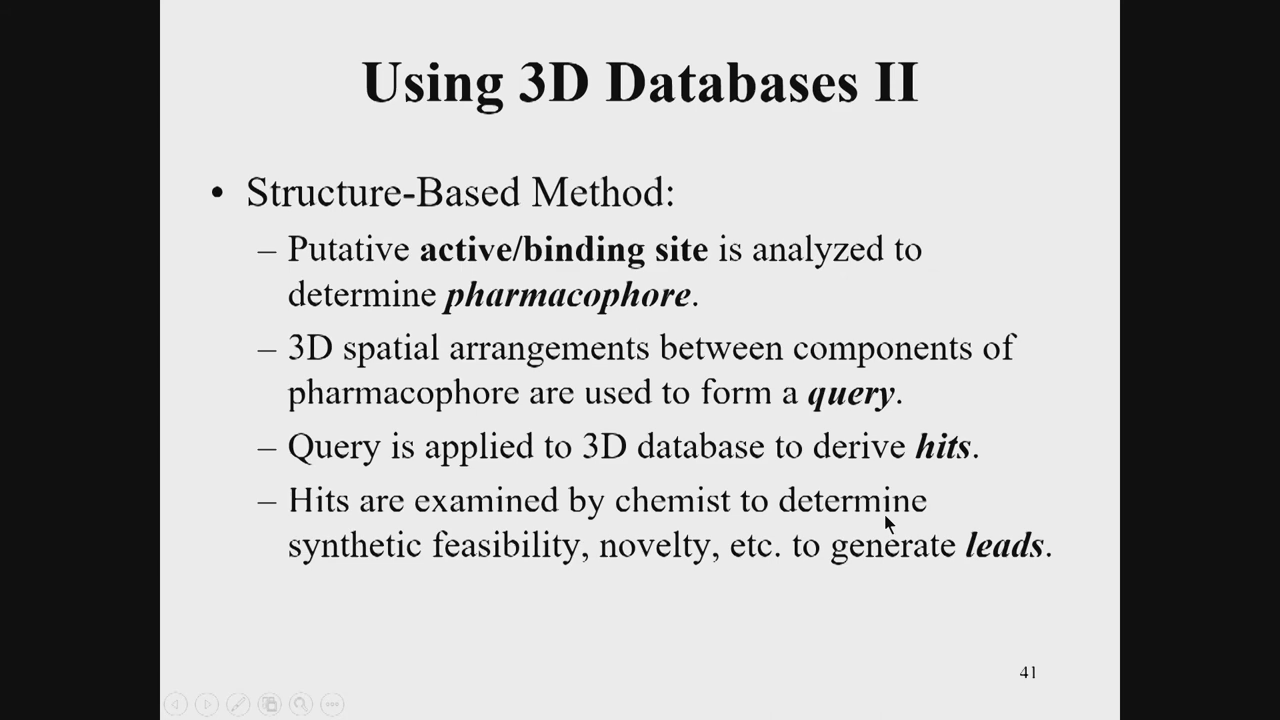 Using 3D Databases II
• Structure-Based Method:
– Putative active/binding site is analyzed to
determine pharmacophore.
– 3D spatial arrangements between components of
pharmacophore are used to form a query.
– Query is applied to 3D database to derive hits.
– Hits are examined by chemist to determine
synthetic feasibility, novelty, etc. to generate leads.
41